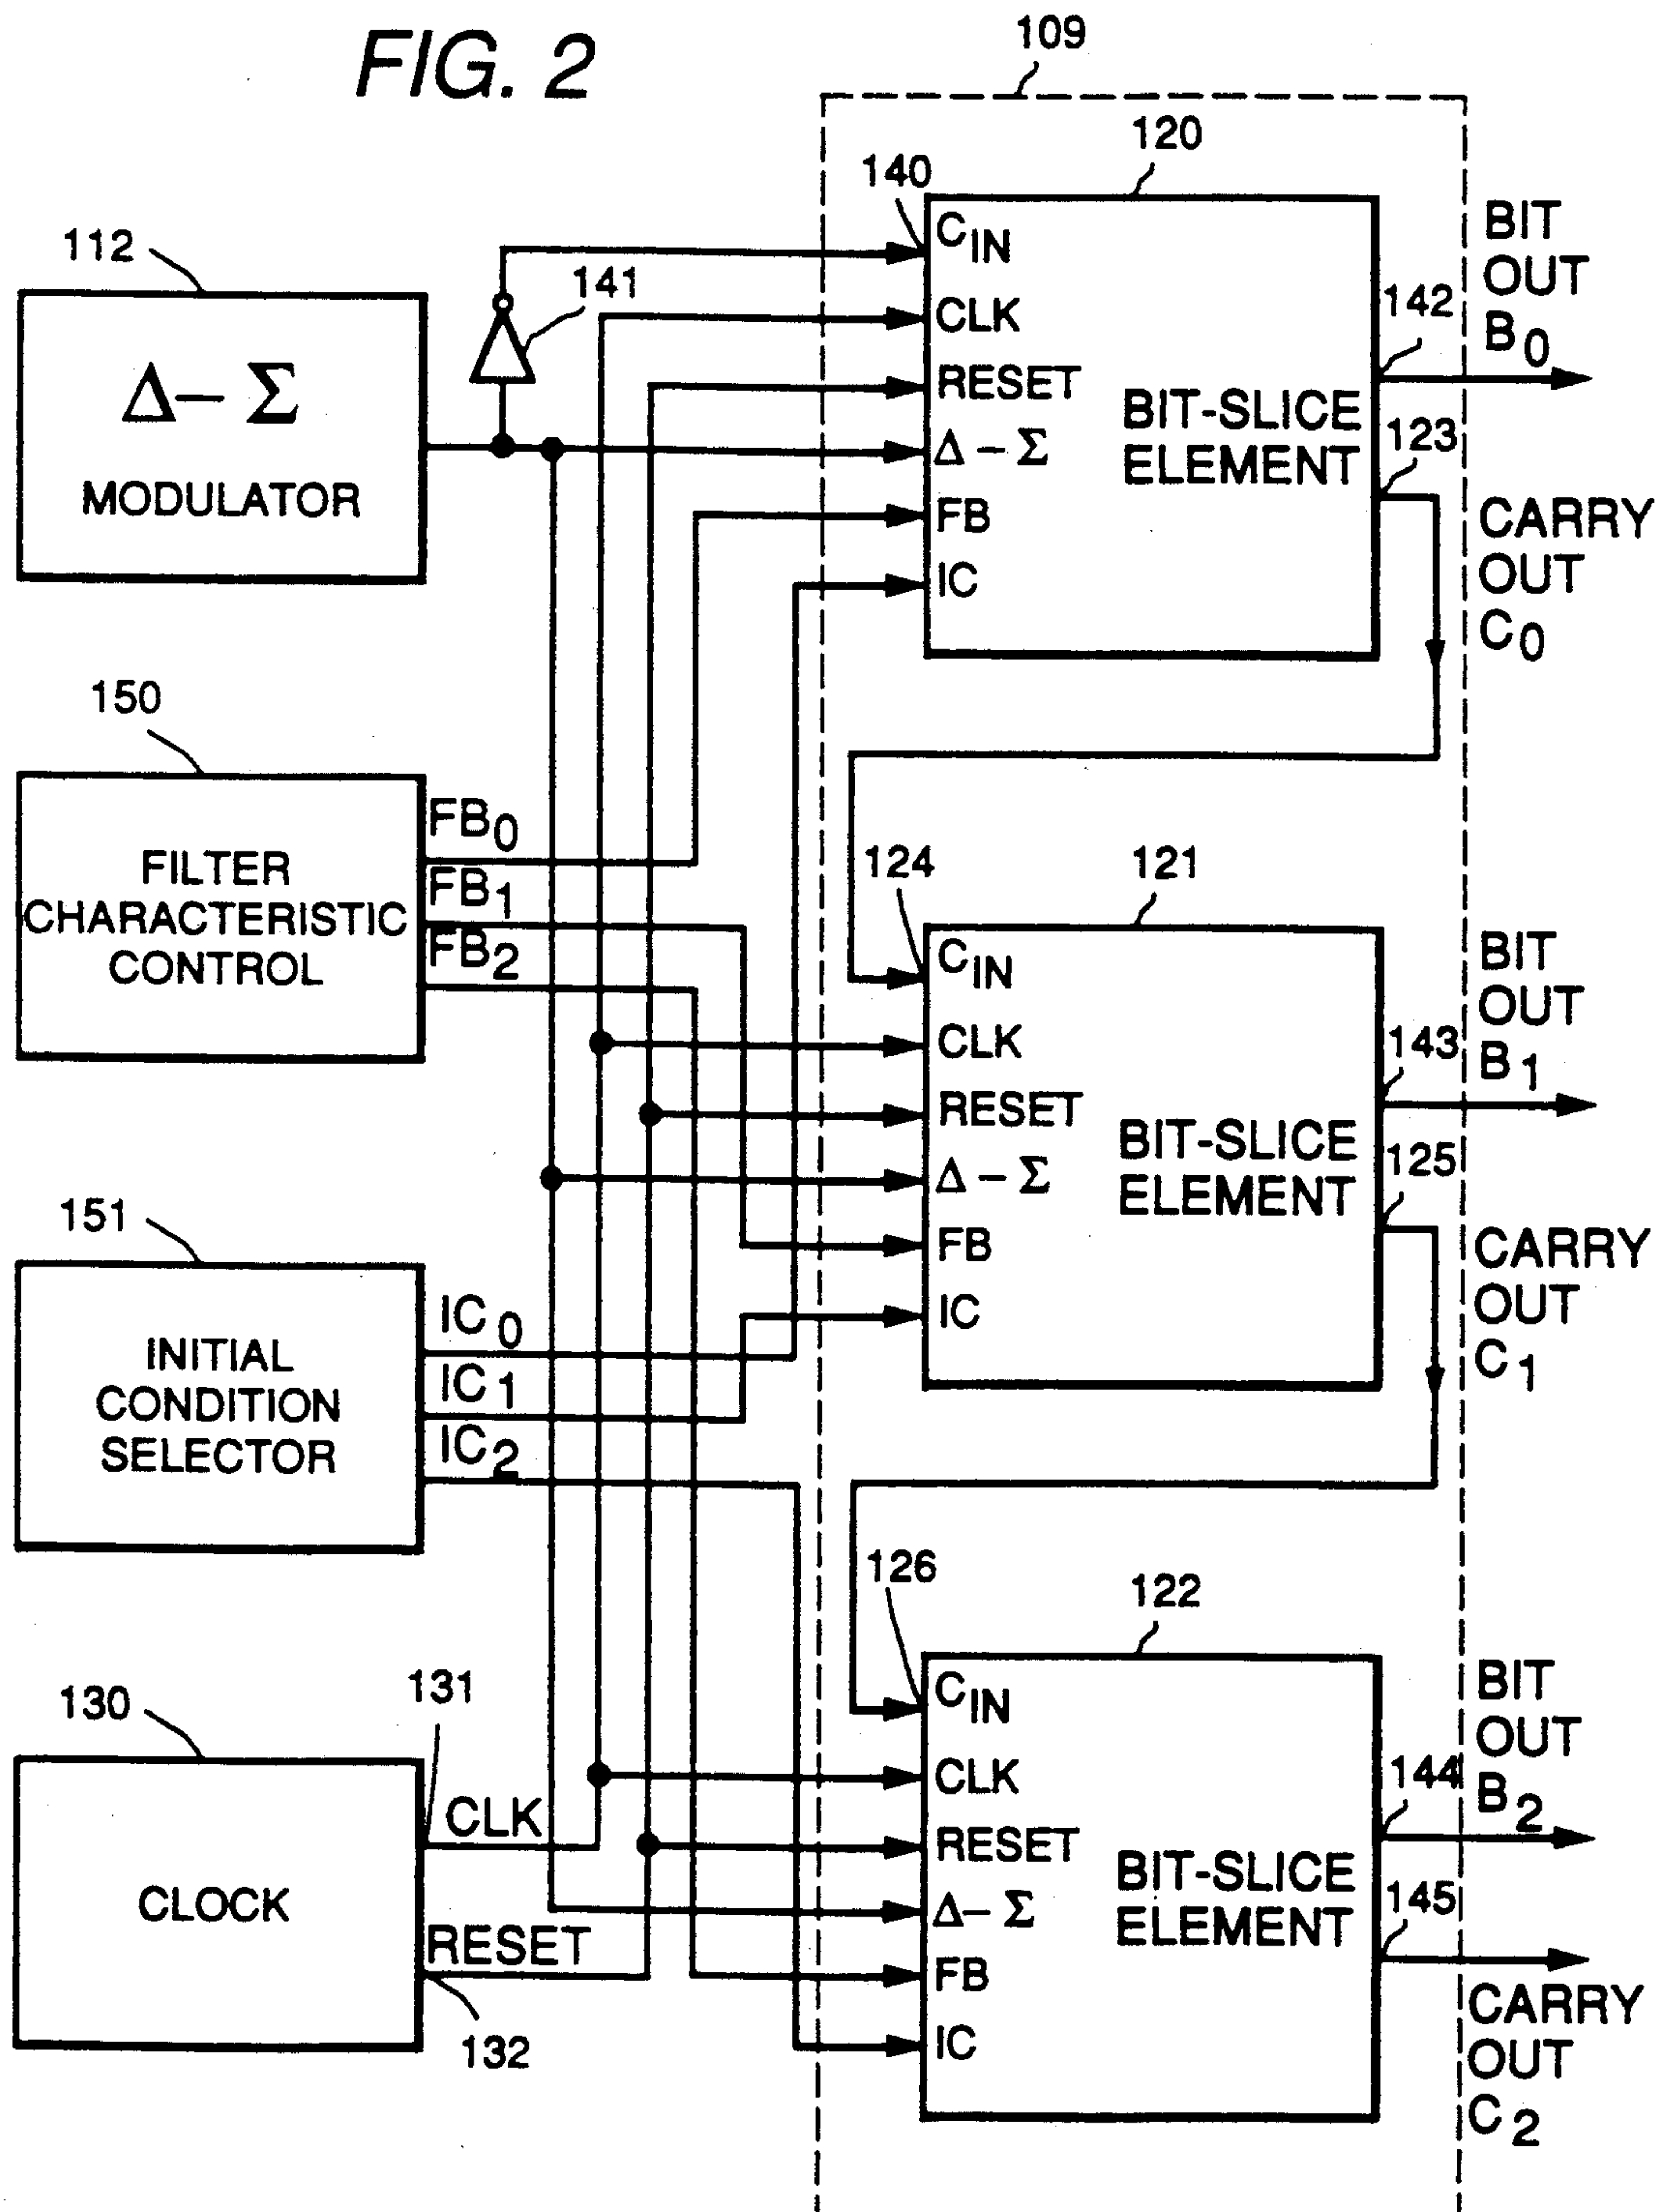 FIG. 2
109
120
140
112
141
C_IN
CLK
RESET
Δ – Σ
FB
IC
BIT-SLICE
ELEMENT
142
123
BIT
OUT
B_0
CARRY
OUT
C_0
Δ – Σ
MODULATOR
150
FILTER
CHARACTERISTIC
CONTROL
FB_0
FB_1
FB_2
124
121
C_IN
CLK
RESET
Δ – Σ
FB
IC
BIT-SLICE
ELEMENT
143
125
BIT
OUT
B_1
CARRY
OUT
C_1
151
INITIAL
CONDITION
SELECTOR
IC_0
IC_1
IC_2
126
122
C_IN
CLK
RESET
Δ – Σ
FB
IC
BIT-SLICE
ELEMENT
144
145
BIT
OUT
B_2
CARRY
OUT
C_2
130
131
CLOCK
CLK
RESET
132